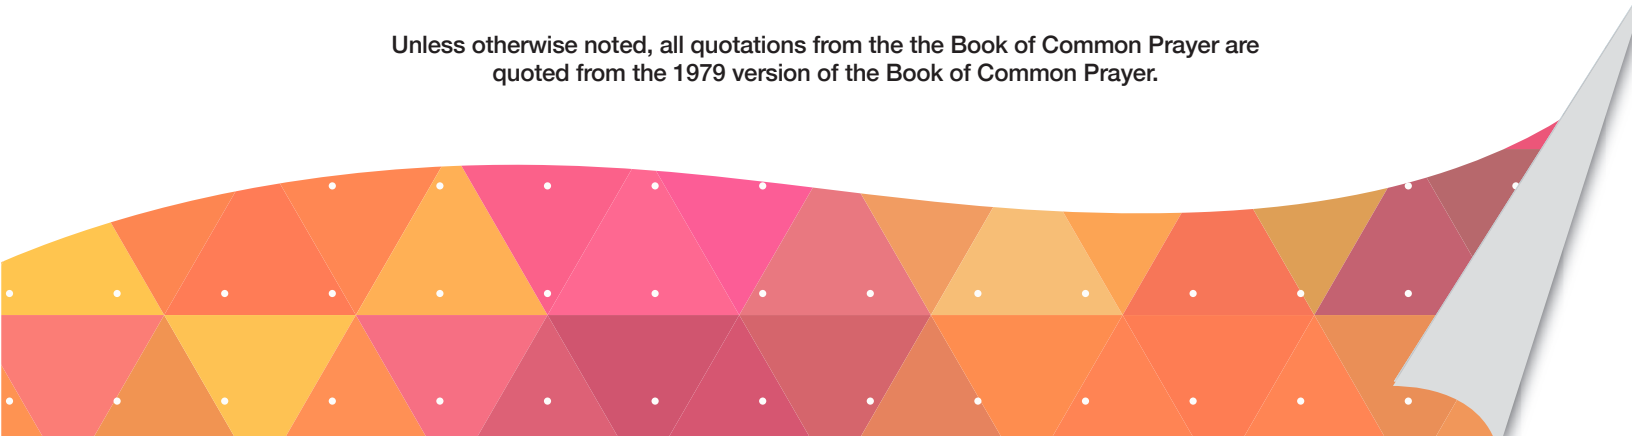 Unless otherwise noted, all quotations from the the Book of Common Prayer are
quoted from the 1979 version of the Book of Common Prayer.